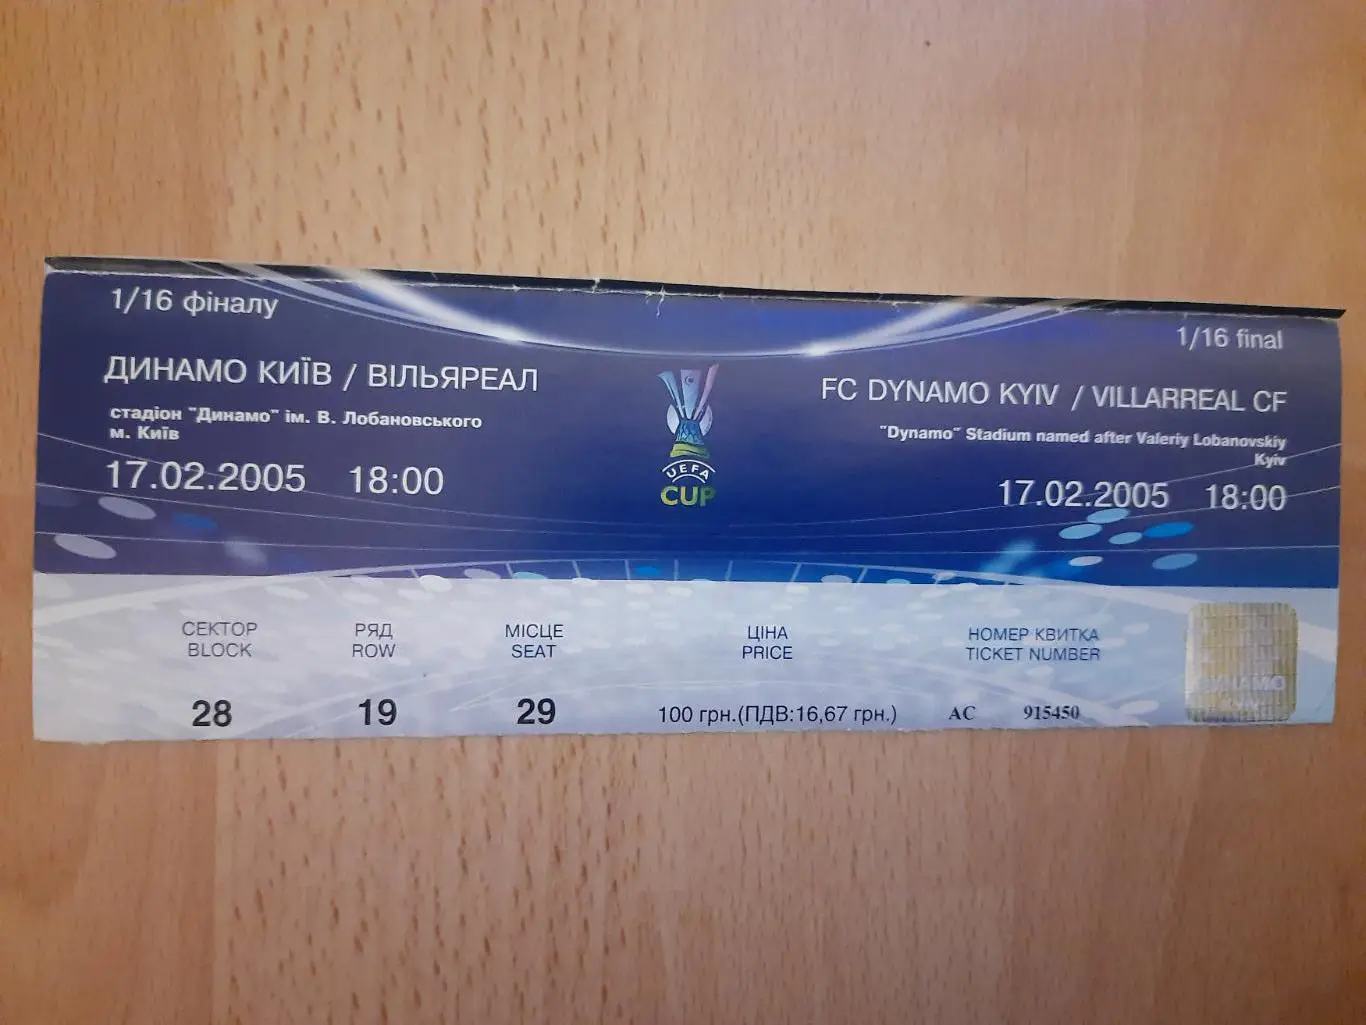 1/16 фіналу
ДИНАМО КИЇВ / ВІЛЬЯРЕАЛ
стадіон "Динамо" ім. В. Лобановського
м. Київ
17.02.2005 18:00
UEFA
CUP
1/16 final
FC DYNAMO KYIV / VILLARREAL CF
"Dynamo" Stadium named after Valeriy Lobanovskiy
Kyiv
17.02.2005 18:00
СЕКТОР
BLOCK
28
РЯД
ROW
19
МІСЦЕ
SEAT
29
ЦІНА
PRICE
100 грн.(ПДВ:16,67 грн.)
НОМЕР КВИТКА
TICKET NUMBER
АС 915450
DYNAMO